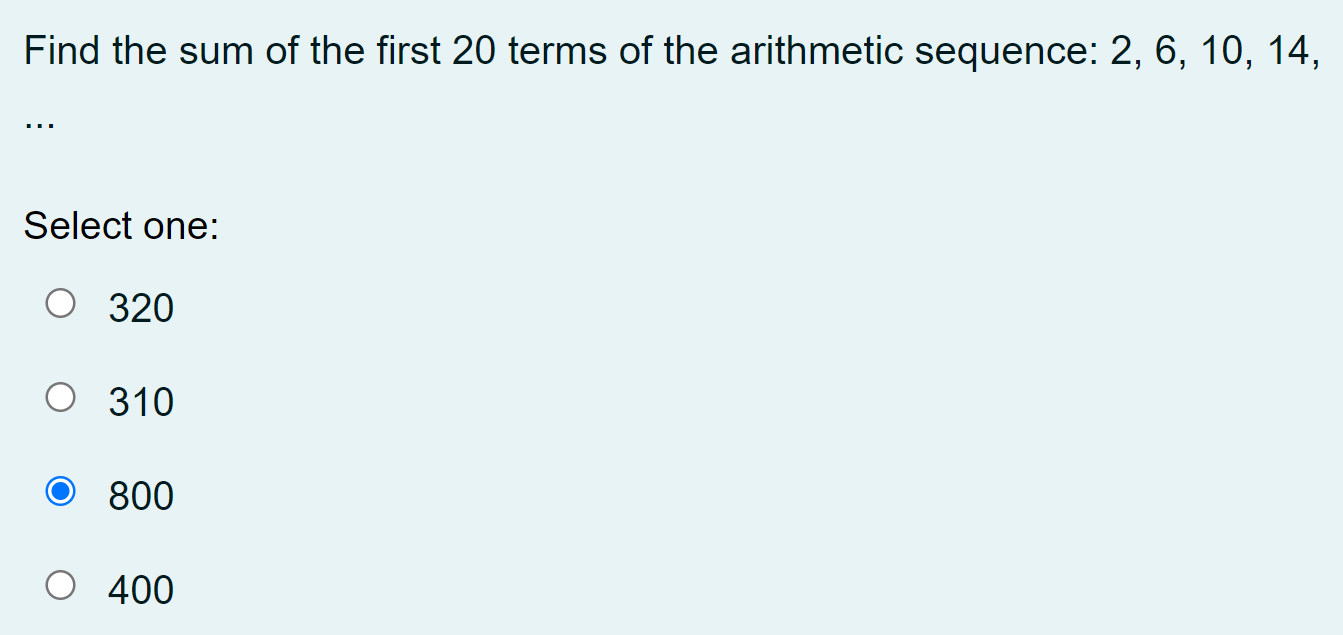 Find the sum of the first 20 terms of the arithmetic sequence: 2, 6, 10, 14,
...
Select one:
320
310
800
400